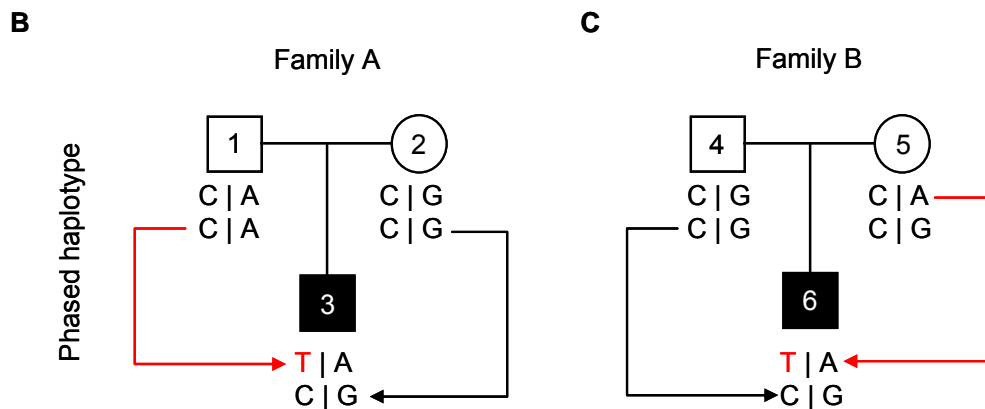 B
Family A
Phased haplotype
1
2
C | A
C | A
C | G
C | G
3
T | A
C | G
C
Family B
4
5
C | G
C | G
C | A
C | G
6
T | A
C | G